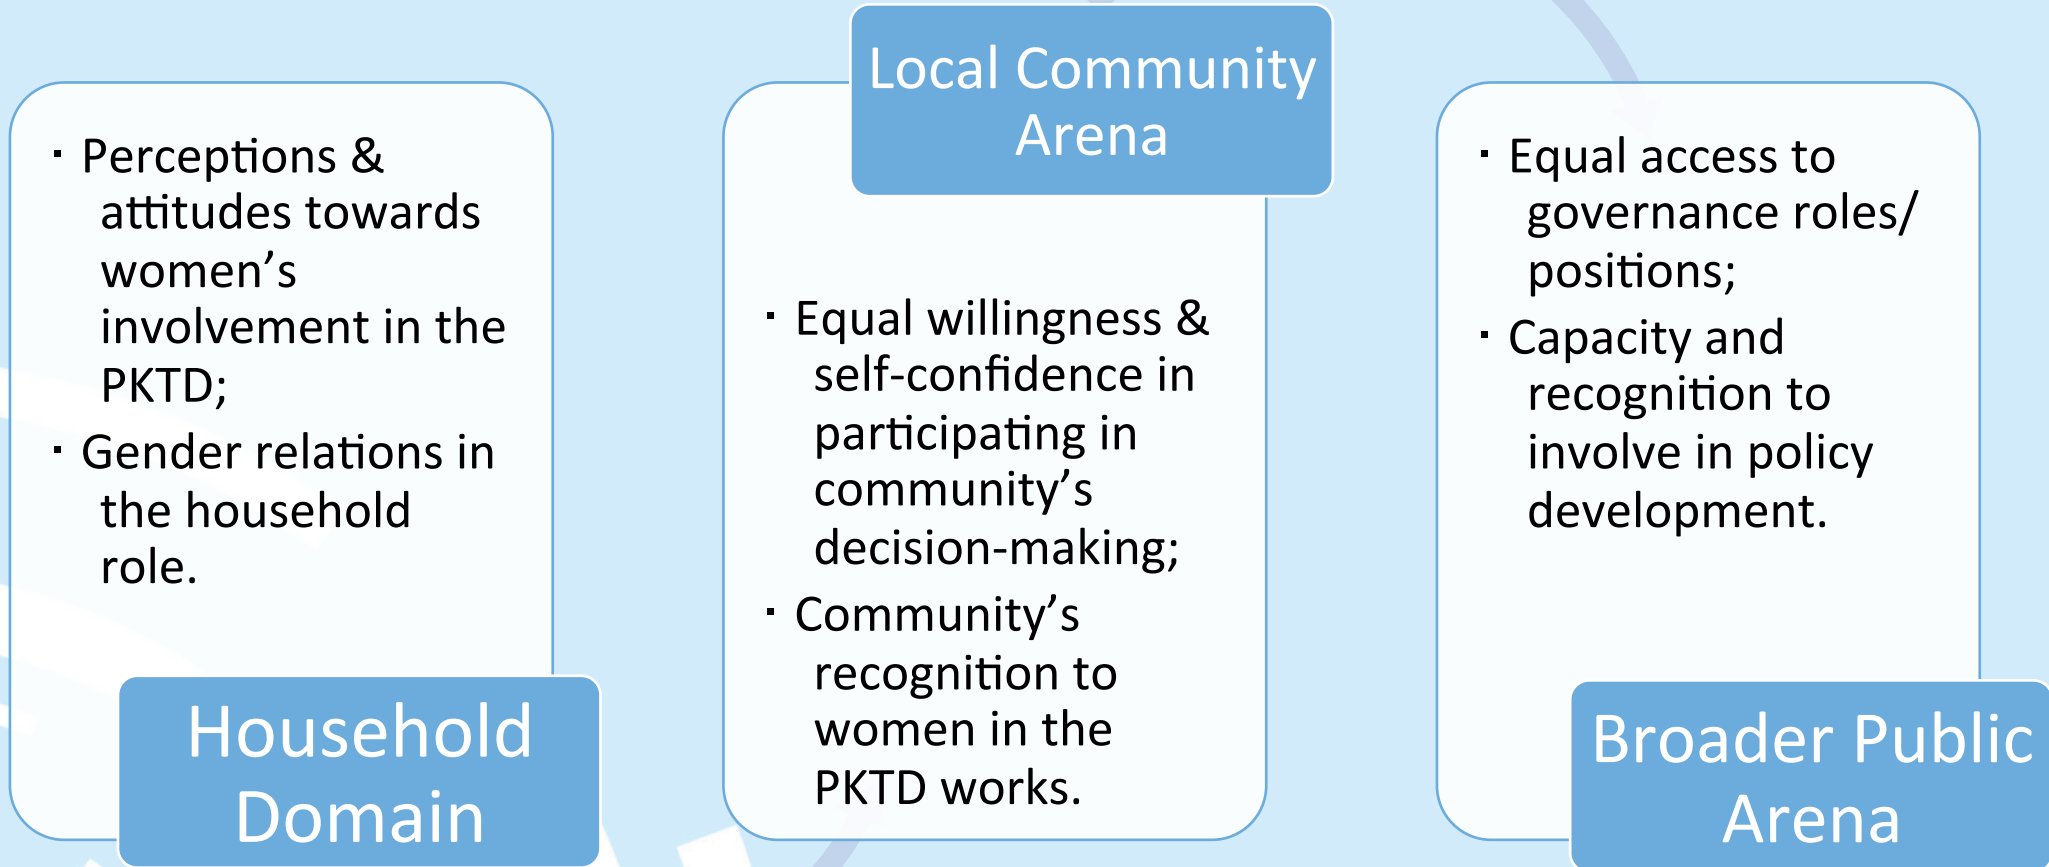 · Perceptions &
attitudes towards
women’s
involvement in the
PKTD;
· Gender relations in
the household
role.
Household
Domain
Local Community
Arena
· Equal willingness &
self-confidence in
participating in
community’s
decision-making;
· Community’s
recognition to
women in the
PKTD works.
· Equal access to
governance roles/
positions;
· Capacity and
recognition to
involve in policy
development.
Broader Public
Arena